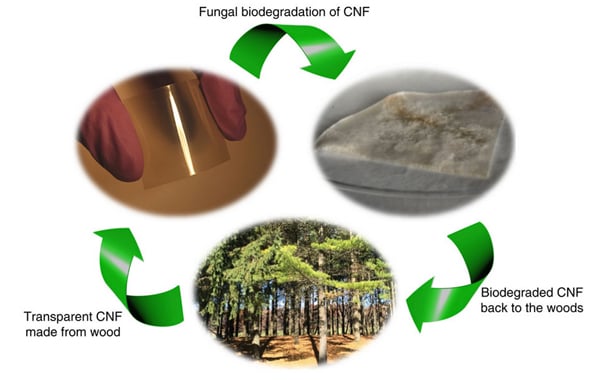 Fungal biodegradation of CNF
Biodegraded CNF
back to the woods
Transparent CNF
made from wood